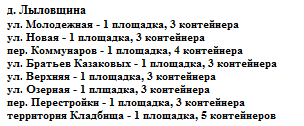 д. Лыловщина
ул. Молодежная - 1 площадка, 3 контейнера
ул. Новая - 1 площадка, 3 контейнера
пер. Коммунаров - 1 площадка, 4 контейнера
ул. Братьев Казаковых - 1 площадка, 3 контейнера
ул. Верхняя - 1 площадка, 3 контейнера
ул. Озерная - 1 площадка, 3 контейнера
пер. Перестройки - 1 площадка, 3 контейнера
территория Кладбища - 1 площадка, 5 контейнеров